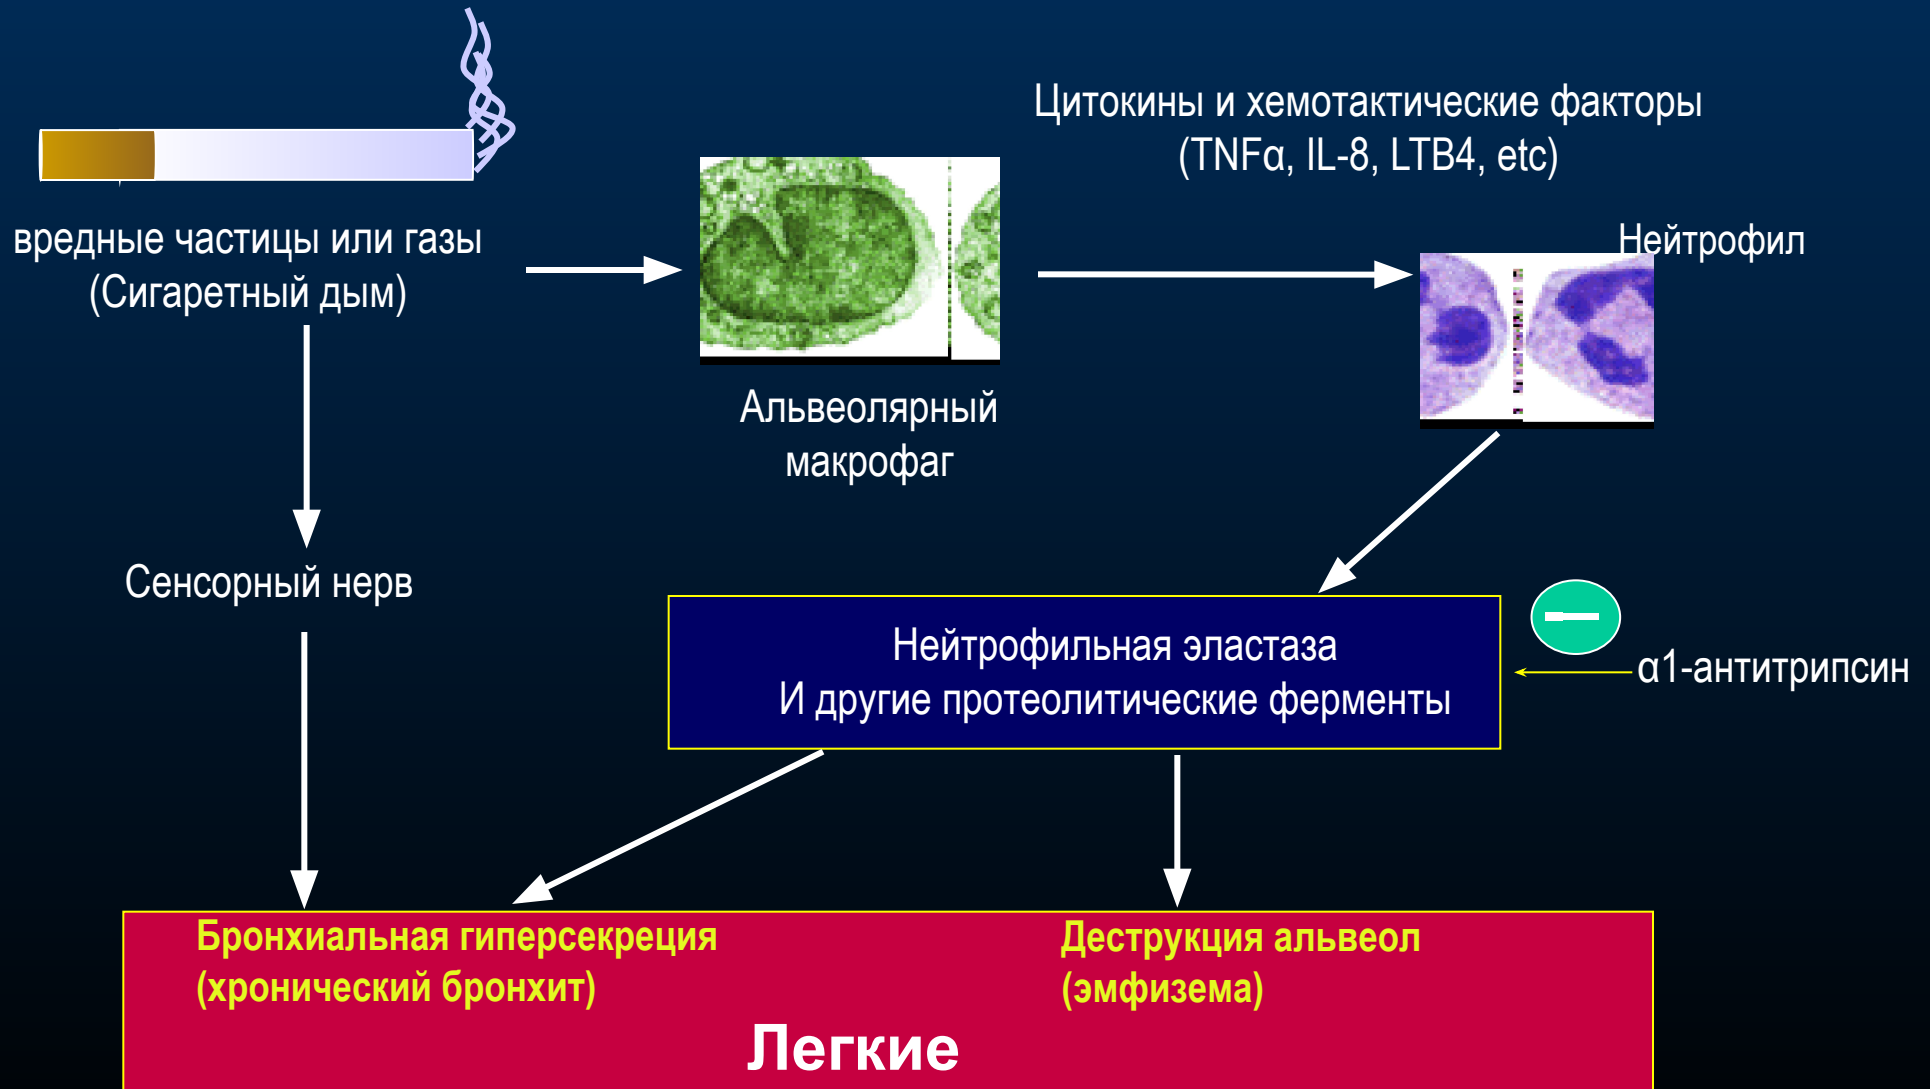 Цитокины и хемотактические факторы
(TNFα, IL-8, LTB4, etc)
вредные частицы или газы
(Сигаретный дым)
Нейтрофил
Альвеолярный
макрофаг
Сенсорный нерв
Нейтрофильная эластаза
И другие протеолитические ферменты
α1-антитрипсин
Бронхиальная гиперсекреция
(хронический бронхит)
Деструкция альвеол
(эмфизема)
Легкие